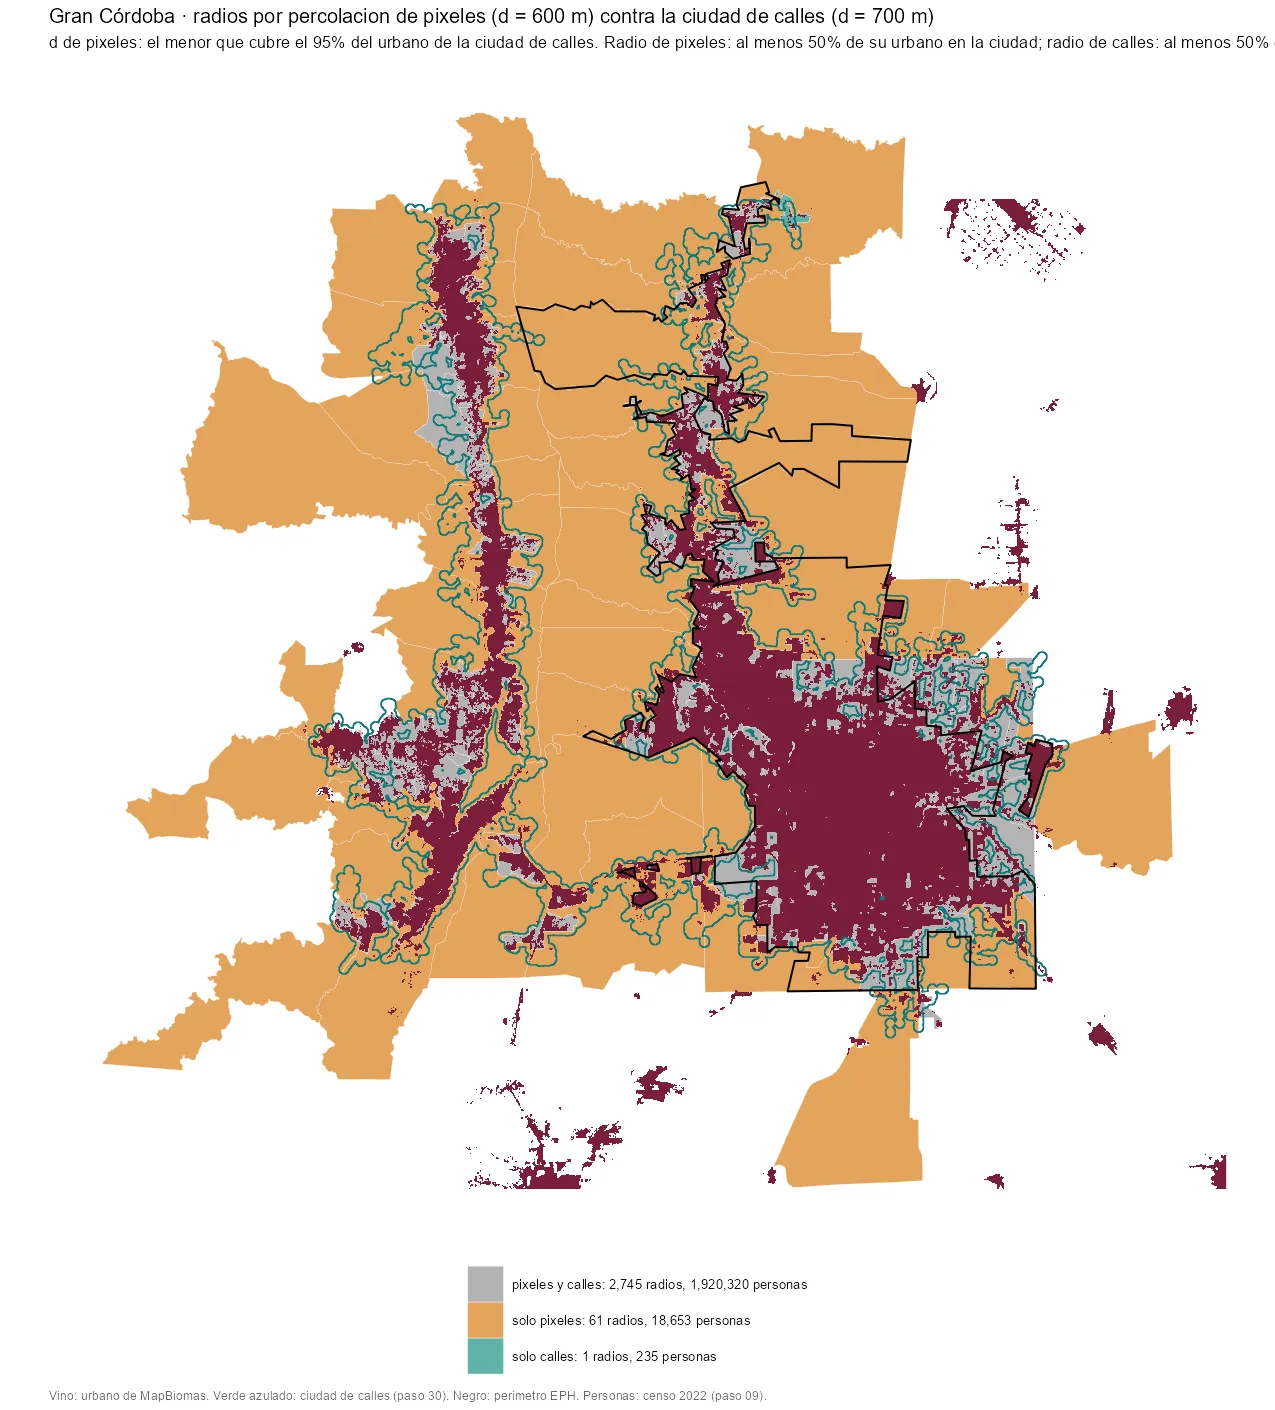 Gran Córdoba · radios por percolacion de pixeles (d = 600 m) contra la ciudad de calles (d = 700 m)
d de pixeles: el menor que cubre el 95% del urbano de la ciudad de calles. Radio de pixeles: al menos 50% de su urbano en la ciudad; radio de calles: al menos 50%
pixeles y calles: 2,745 radios, 1,920,320 personas
solo pixeles: 61 radios, 18,653 personas
solo calles: 1 radios, 235 personas
Vino: urbano de MapBiomas. Verde azulado: ciudad de calles (paso 30). Negro: perimetro EPH. Personas: censo 2022 (paso 09).